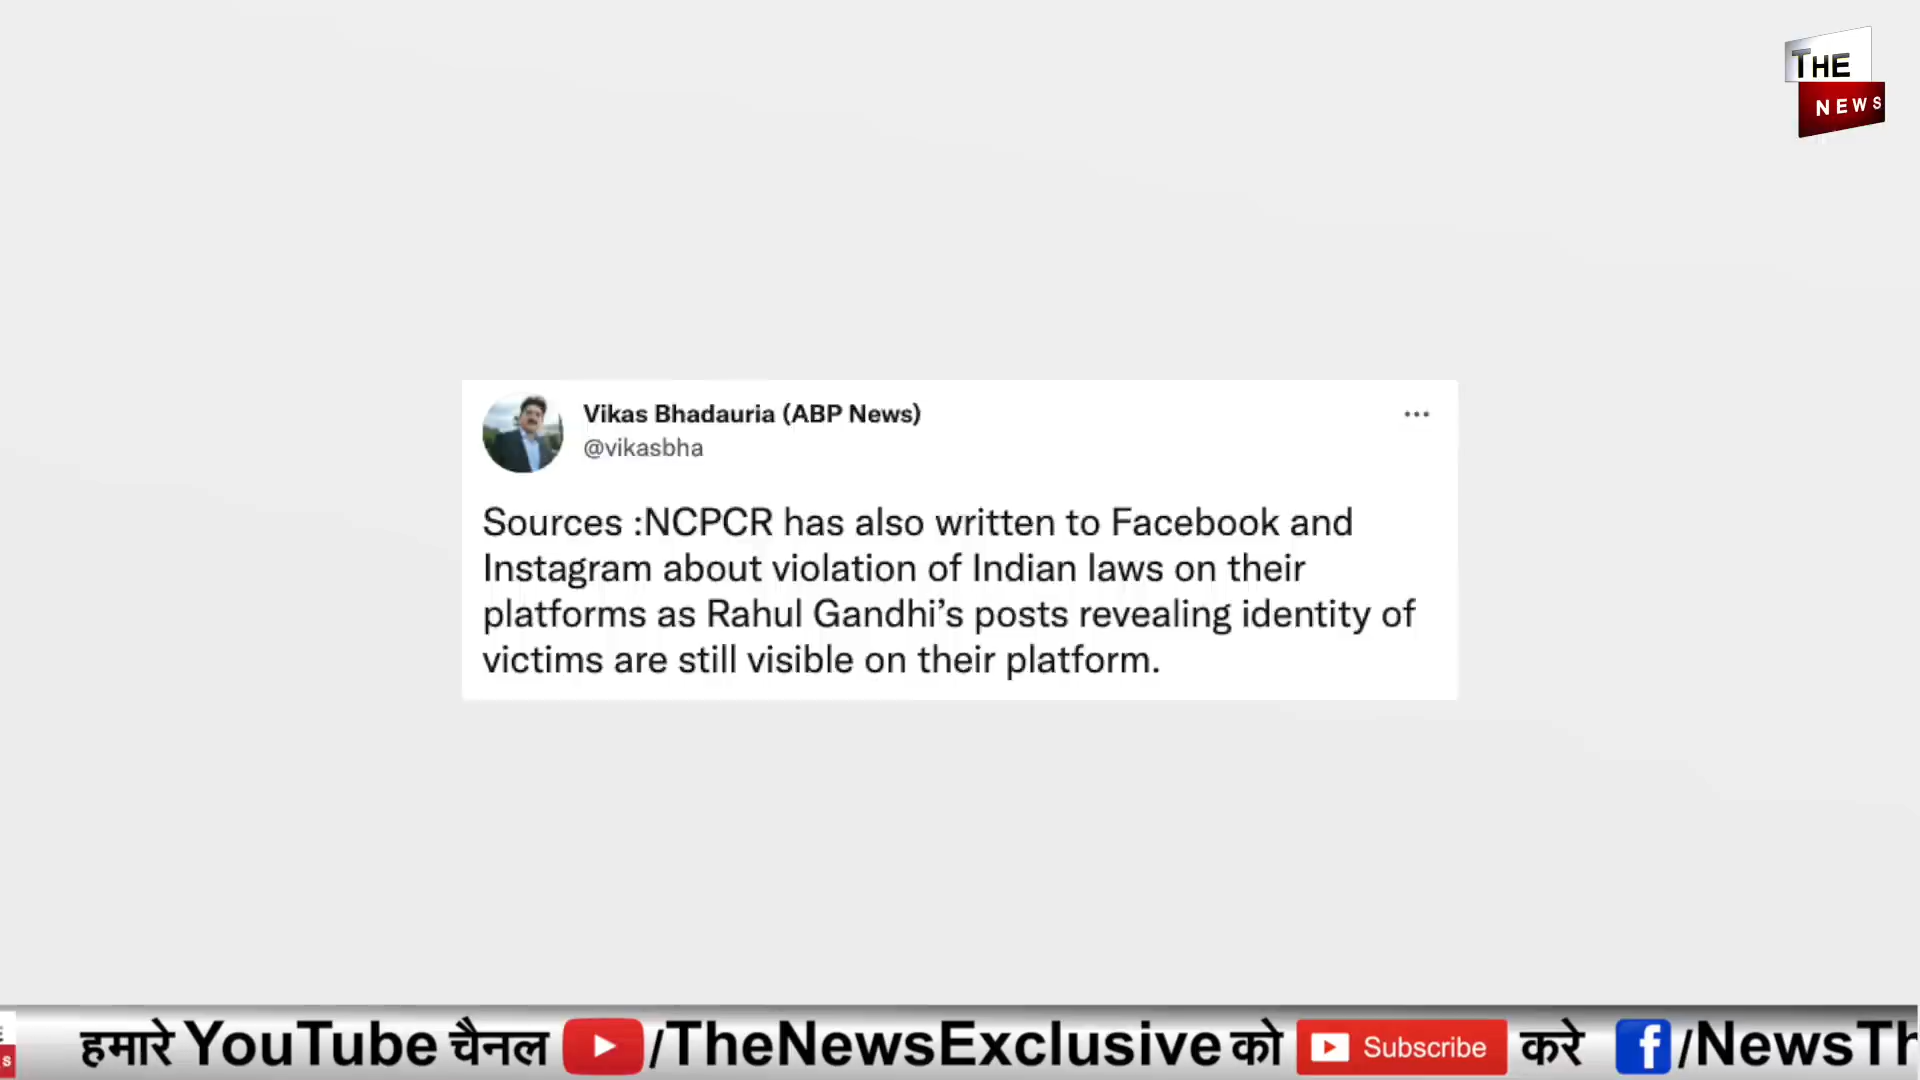 THE
NEWS
Vikas Bhadauria (ABP News)
@vikasbha
Sources :NCPCR has also written to Facebook and
Instagram about violation of Indian laws on their
platforms as Rahul Gandhi’s posts revealing identity of
victims are still visible on their platform.
हमारे YouTube चैनल /TheNewsExclusive को Subscribe करे /NewsTh